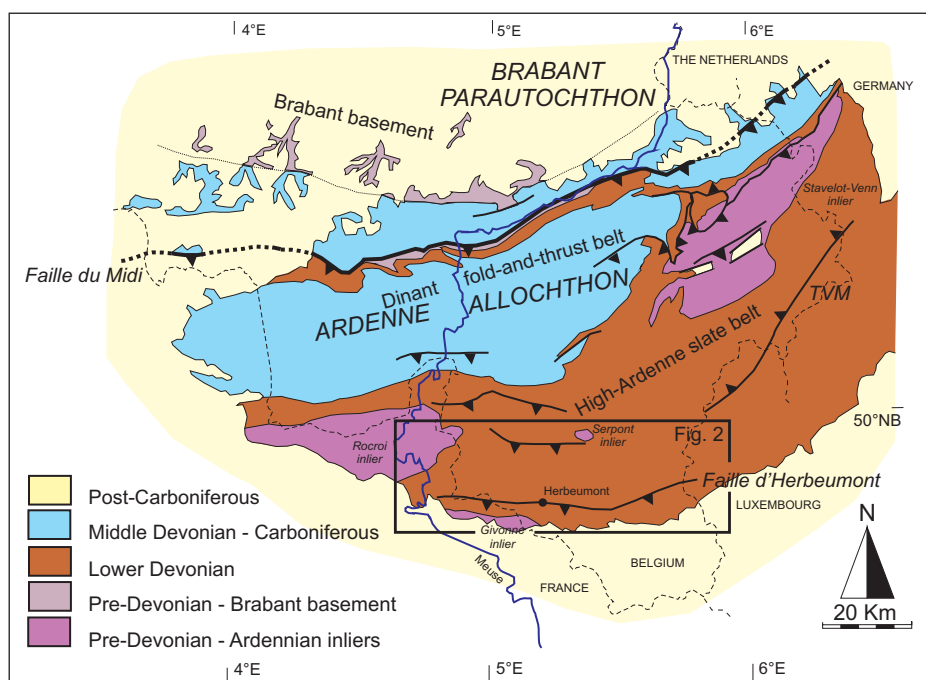 4°E
5°E
6°E
THE NETHERLANDS
BRABANT
PARAUTOCHTHON
GERMANY
Brabant basement
Stavelot-Venn
inlier
Faille du Midi
Dinant
fold-and-thrust belt
ARDENNE
ALLOCHTHON
TVM
High-Ardenne slate belt
50°NB
Rocroi
inlier
Serpont
inlier
Fig. 2
Herbeumont
Faille d'Herbeumont
LUXEMBOURG
Givonne
inlier
Meuse
FRANCE
BELGIUM
N
20 Km
Post-Carboniferous
Middle Devonian - Carboniferous
Lower Devonian
Pre-Devonian - Brabant basement
Pre-Devonian - Ardennian inliers
4°E
5°E
6°E